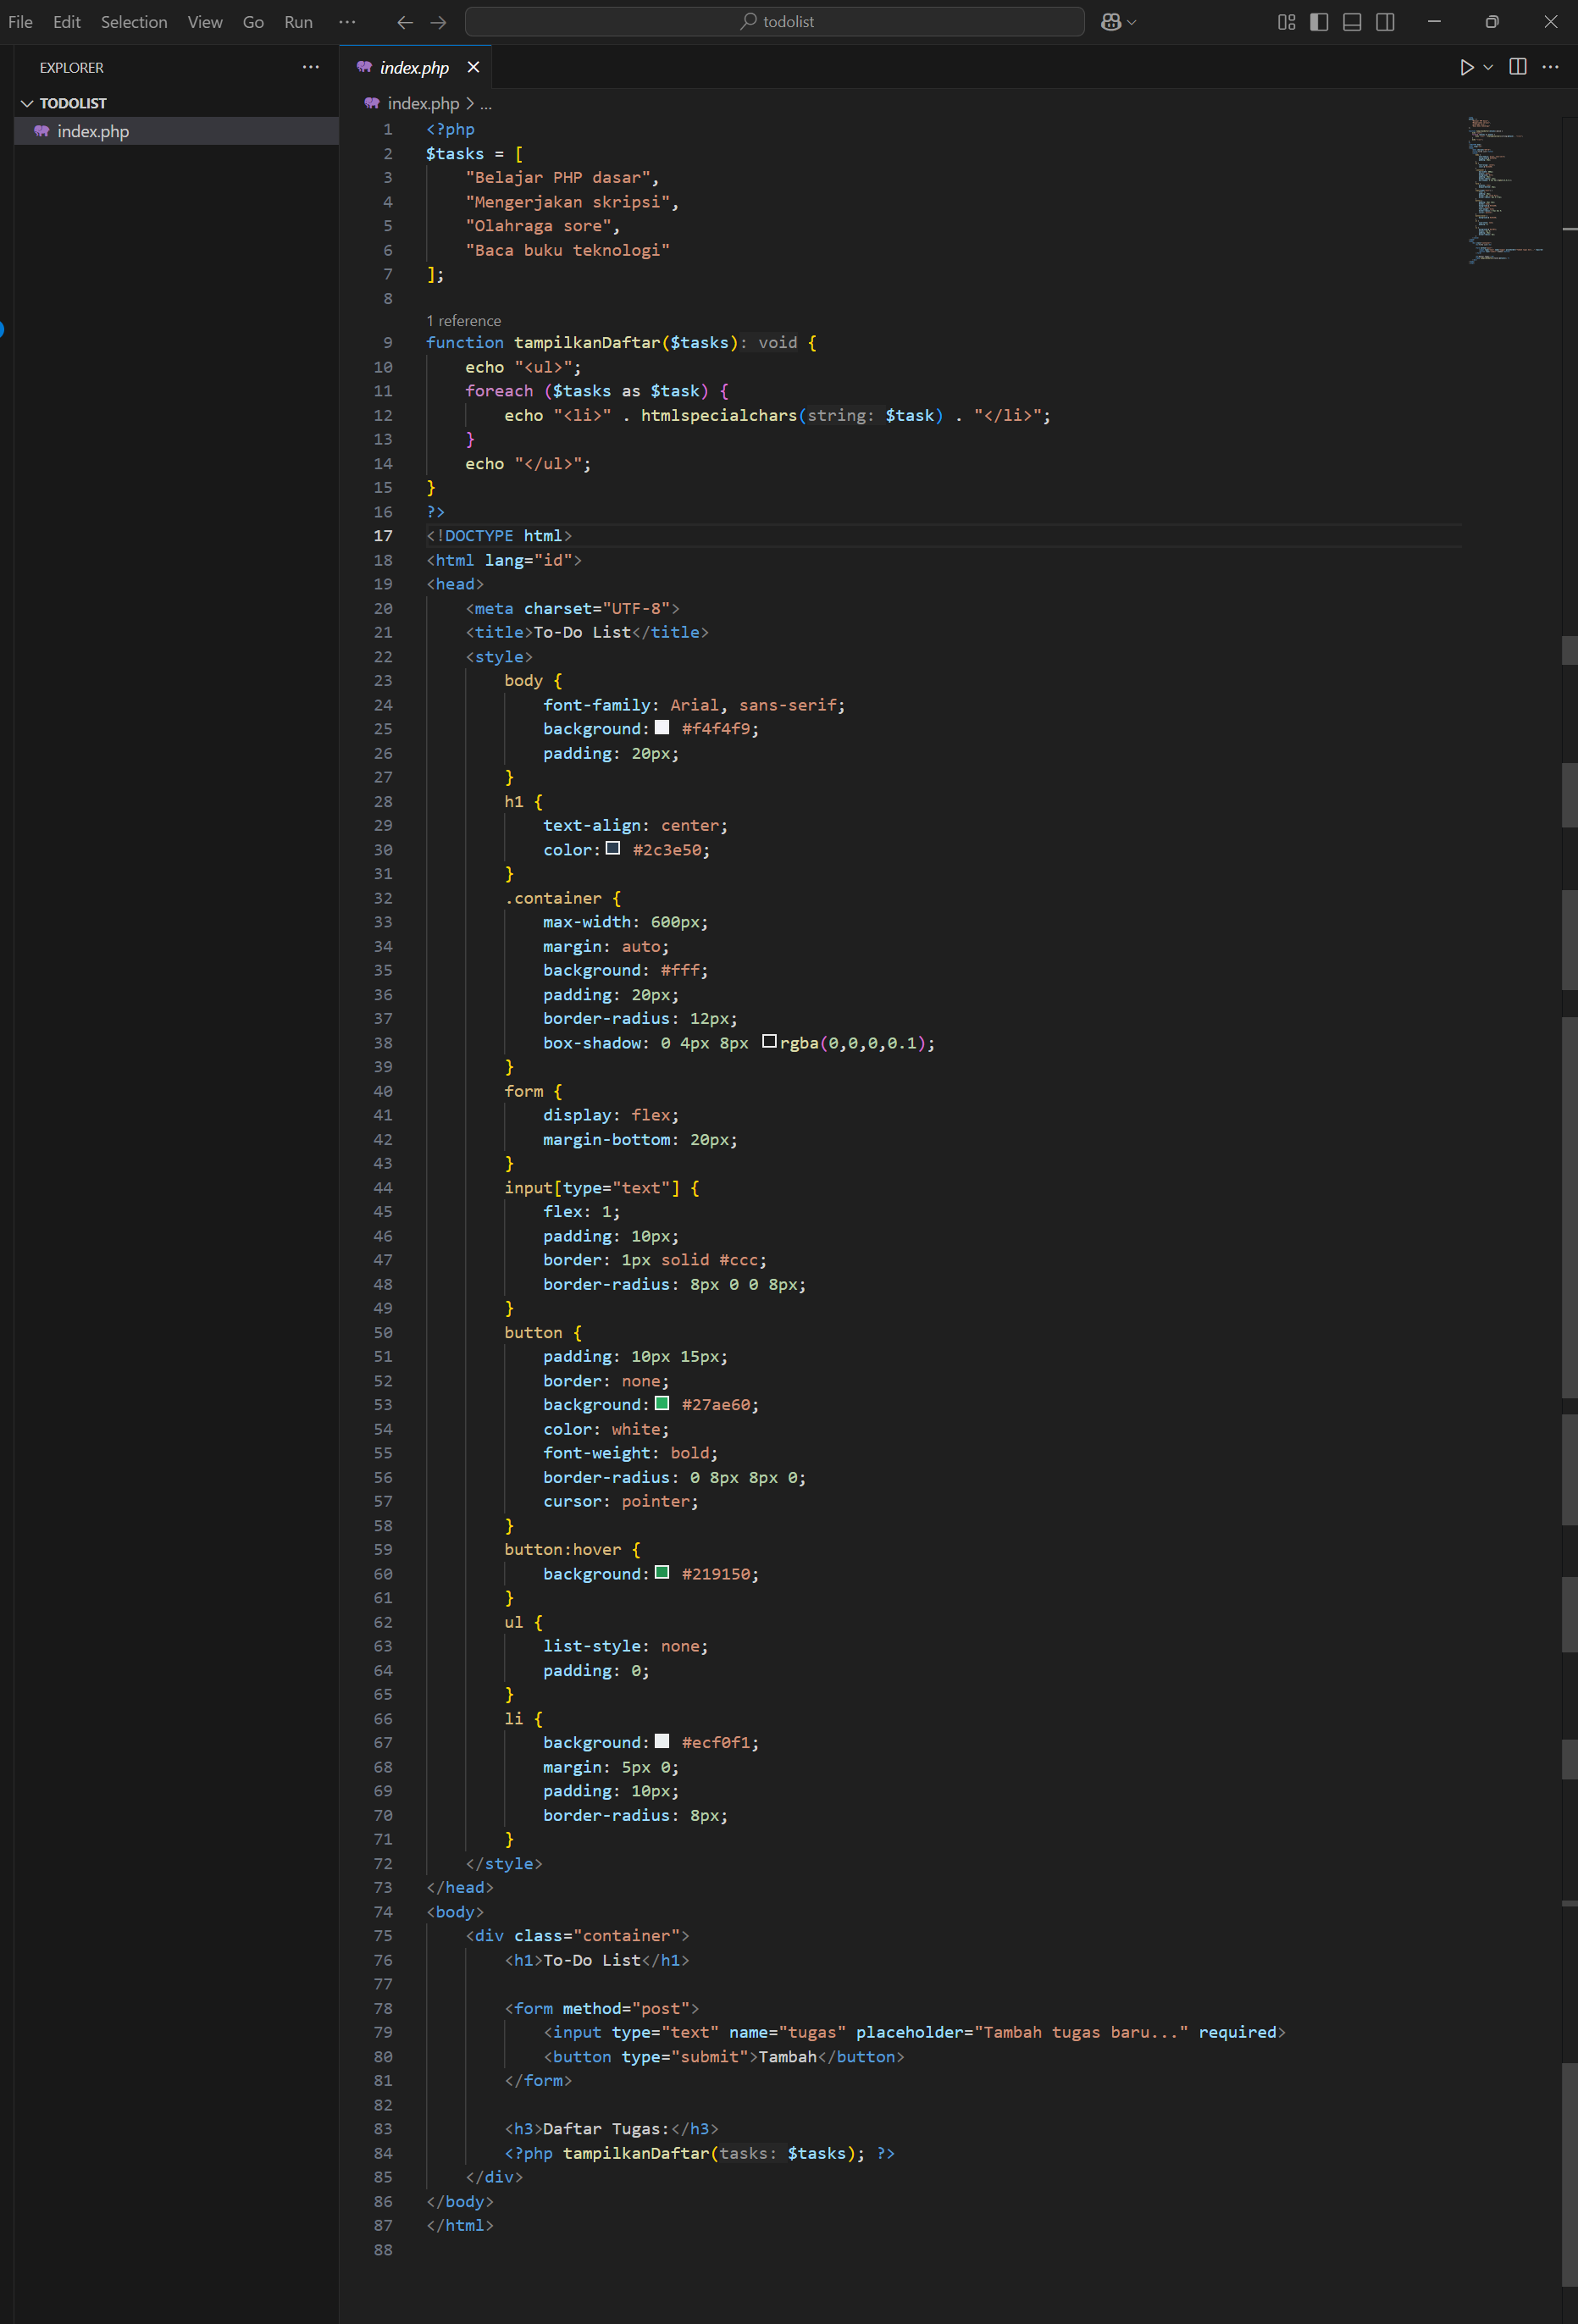 File Edit Selection View Go Run ··· todolist
EXPLORER ···
TODOLIST
index.php
index.php
index.php > ...
1 <?php
2 $tasks = [
3     "Belajar PHP dasar",
4     "Mengerjakan skripsi",
5     "Olahraga sore",
6     "Baca buku teknologi"
7 ];
8
1 reference
9 function tampilkanDaftar($tasks): void {
10     echo "<ul>";
11     foreach ($tasks as $task) {
12         echo "<li>" . htmlspecialchars(string: $task) . "</li>";
13     }
14     echo "</ul>";
15 }
16 ?>
17 <!DOCTYPE html>
18 <html lang="id">
19 <head>
20     <meta charset="UTF-8">
21     <title>To-Do List</title>
22     <style>
23         body {
24             font-family: Arial, sans-serif;
25             background: #f4f4f9;
26             padding: 20px;
27         }
28         h1 {
29             text-align: center;
30             color: #2c3e50;
31         }
32         .container {
33             max-width: 600px;
34             margin: auto;
35             background: #fff;
36             padding: 20px;
37             border-radius: 12px;
38             box-shadow: 0 4px 8px rgba(0,0,0,0.1);
39         }
40         form {
41             display: flex;
42             margin-bottom: 20px;
43         }
44         input[type="text"] {
45             flex: 1;
46             padding: 10px;
47             border: 1px solid #ccc;
48             border-radius: 8px 0 0 8px;
49         }
50         button {
51             padding: 10px 15px;
52             border: none;
53             background: #27ae60;
54             color: white;
55             font-weight: bold;
56             border-radius: 0 8px 8px 0;
57             cursor: pointer;
58         }
59         button:hover {
60             background: #219150;
61         }
62         ul {
63             list-style: none;
64             padding: 0;
65         }
66         li {
67             background: #ecf0f1;
68             margin: 5px 0;
69             padding: 10px;
70             border-radius: 8px;
71         }
72     </style>
73 </head>
74 <body>
75     <div class="container">
76         <h1>To-Do List</h1>
77
78         <form method="post">
79             <input type="text" name="tugas" placeholder="Tambah tugas baru..." required>
80             <button type="submit">Tambah</button>
81         </form>
82
83         <h3>Daftar Tugas:</h3>
84         <?php tampilkanDaftar(tasks: $tasks); ?>
85     </div>
86 </body>
87 </html>
88